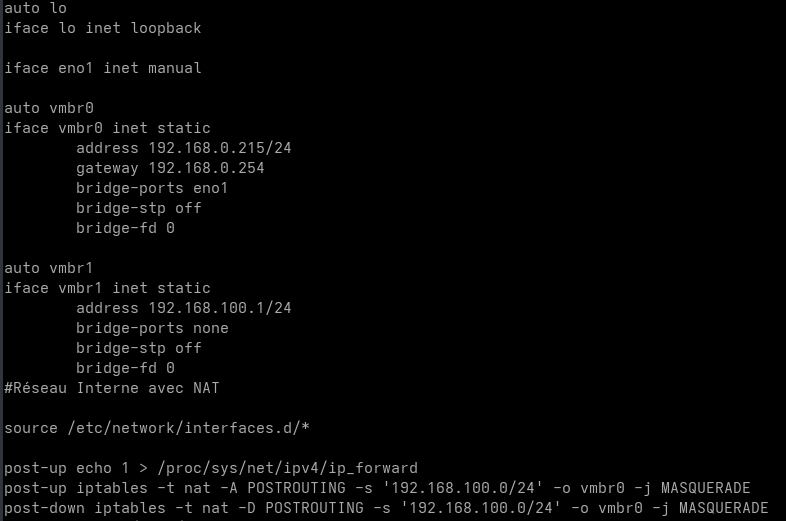 auto lo
iface lo inet loopback
iface eno1 inet manual
auto vmbr0
iface vmbr0 inet static
address 192.168.0.215/24
gateway 192.168.0.254
bridge-ports eno1
bridge-stp off
bridge-fd 0
auto vmbr1
iface vmbr1 inet static
address 192.168.100.1/24
bridge-ports none
bridge-stp off
bridge-fd 0
#Réseau Interne avec NAT
source /etc/network/interfaces.d/*
post-up echo 1 > /proc/sys/net/ipv4/ip_forward
post-up iptables -t nat -A POSTROUTING -s '192.168.100.0/24' -o vmbr0 -j MASQUERADE
post-down iptables -t nat -D POSTROUTING -s '192.168.100.0/24' -o vmbr0 -j MASQUERADE